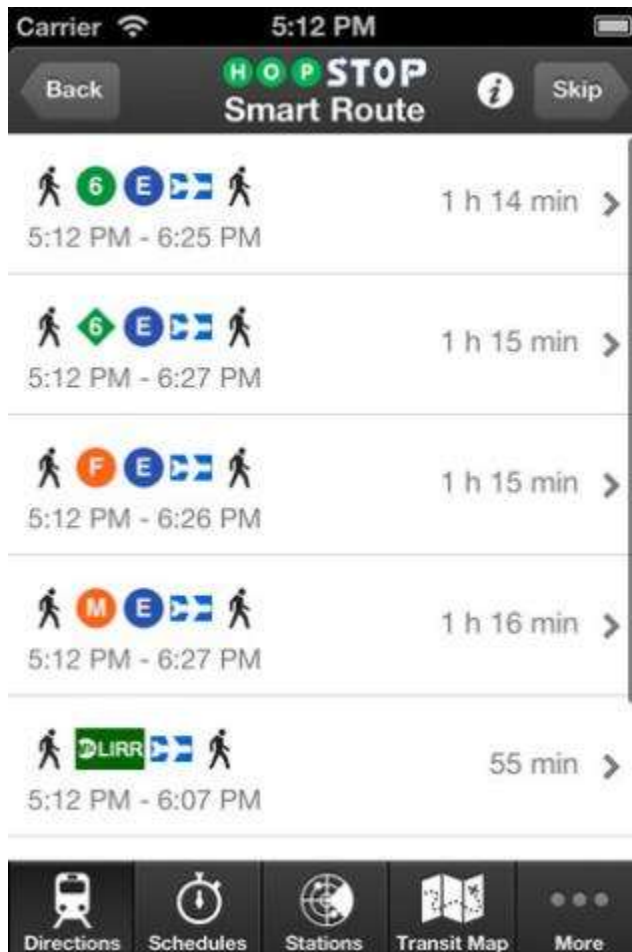 Carrier 5:12 PM
Back HOPSTOP Skip
Smart Route
6 E
1 h 14 min
5:12 PM - 6:25 PM
6 E
1 h 15 min
5:12 PM - 6:27 PM
F E
1 h 15 min
5:12 PM - 6:26 PM
M E
1 h 16 min
5:12 PM - 6:27 PM
LIRR
55 min
5:12 PM - 6:07 PM
Directions Schedules Stations Transit Map More